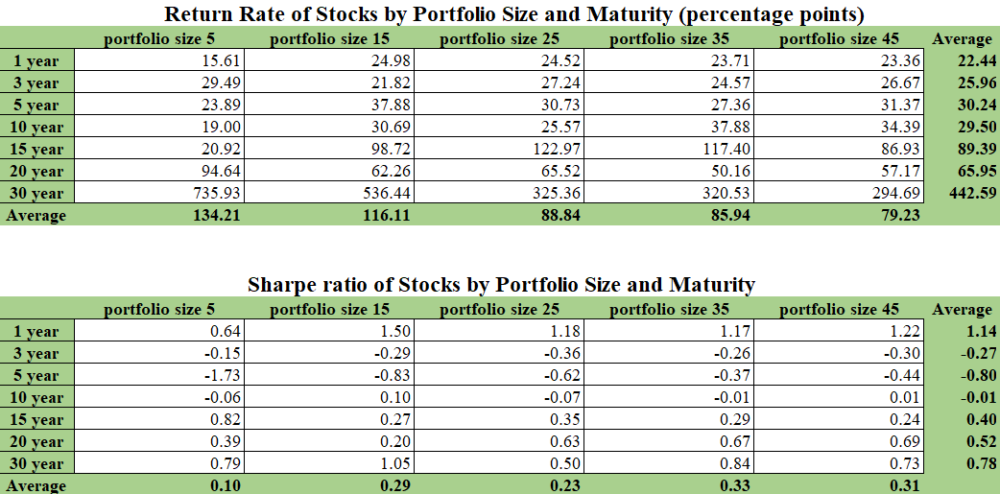 Return Rate of Stocks by Portfolio Size and Maturity (percentage points)
portfolio size 5 portfolio size 15 portfolio size 25 portfolio size 35 portfolio size 45 Average
1 year 15.61 24.98 24.52 23.71 23.36 22.44
3 year 29.49 21.82 27.24 24.57 26.67 25.96
5 year 23.89 37.88 30.73 27.36 31.37 30.24
10 year 19.00 30.69 25.57 37.88 34.39 29.50
15 year 20.92 98.72 122.97 117.40 86.93 89.39
20 year 94.64 62.26 65.52 50.16 57.17 65.95
30 year 735.93 536.44 325.36 320.53 294.69 442.59
Average 134.21 116.11 88.84 85.94 79.23
Sharpe ratio of Stocks by Portfolio Size and Maturity
portfolio size 5 portfolio size 15 portfolio size 25 portfolio size 35 portfolio size 45 Average
1 year 0.64 1.50 1.18 1.17 1.22 1.14
3 year -0.15 -0.29 -0.36 -0.26 -0.30 -0.27
5 year -1.73 -0.83 -0.62 -0.37 -0.44 -0.80
10 year -0.06 0.10 -0.07 -0.01 0.01 -0.01
15 year 0.82 0.27 0.35 0.29 0.24 0.40
20 year 0.39 0.20 0.63 0.67 0.69 0.52
30 year 0.79 1.05 0.50 0.84 0.73 0.78
Average 0.10 0.29 0.23 0.33 0.31